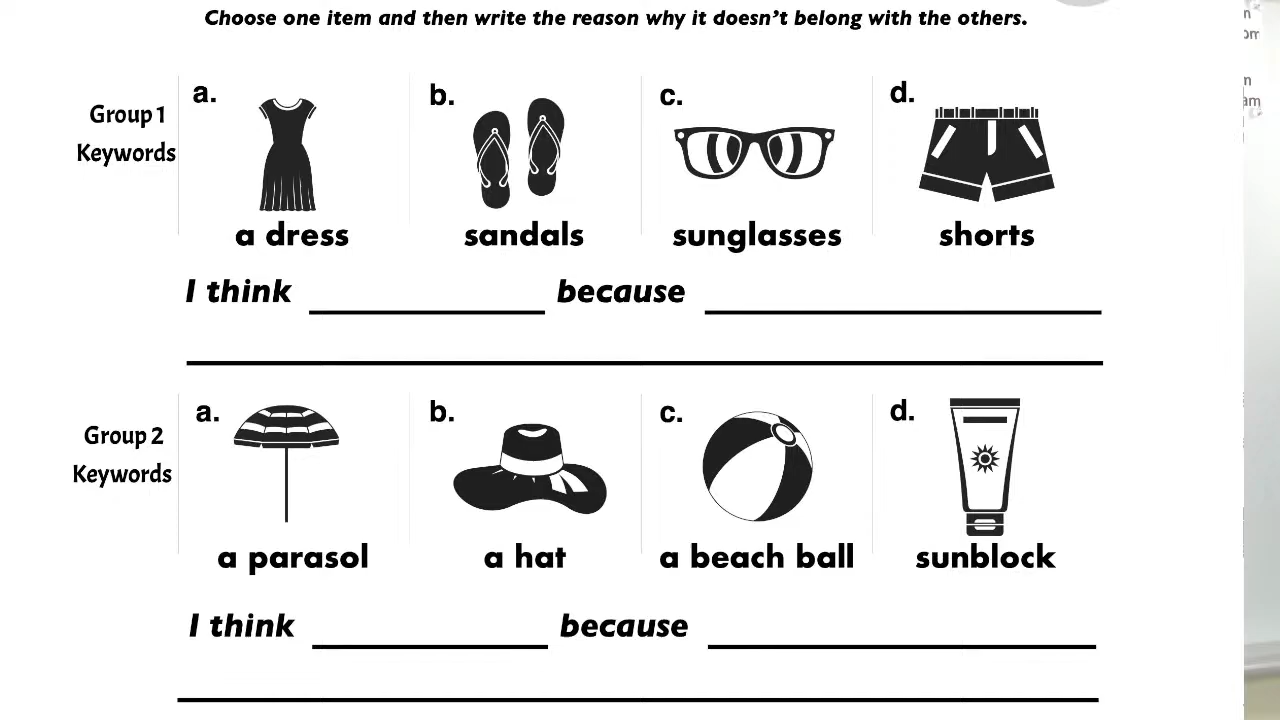 Choose one item and then write the reason why it doesn't belong with the others.
Group 1
Keywords
a. b. c. d.
a dress sandals sunglasses shorts
I think because
Group 2
Keywords
a. b. c. d.
a parasol a hat a beach ball sunblock
I think because